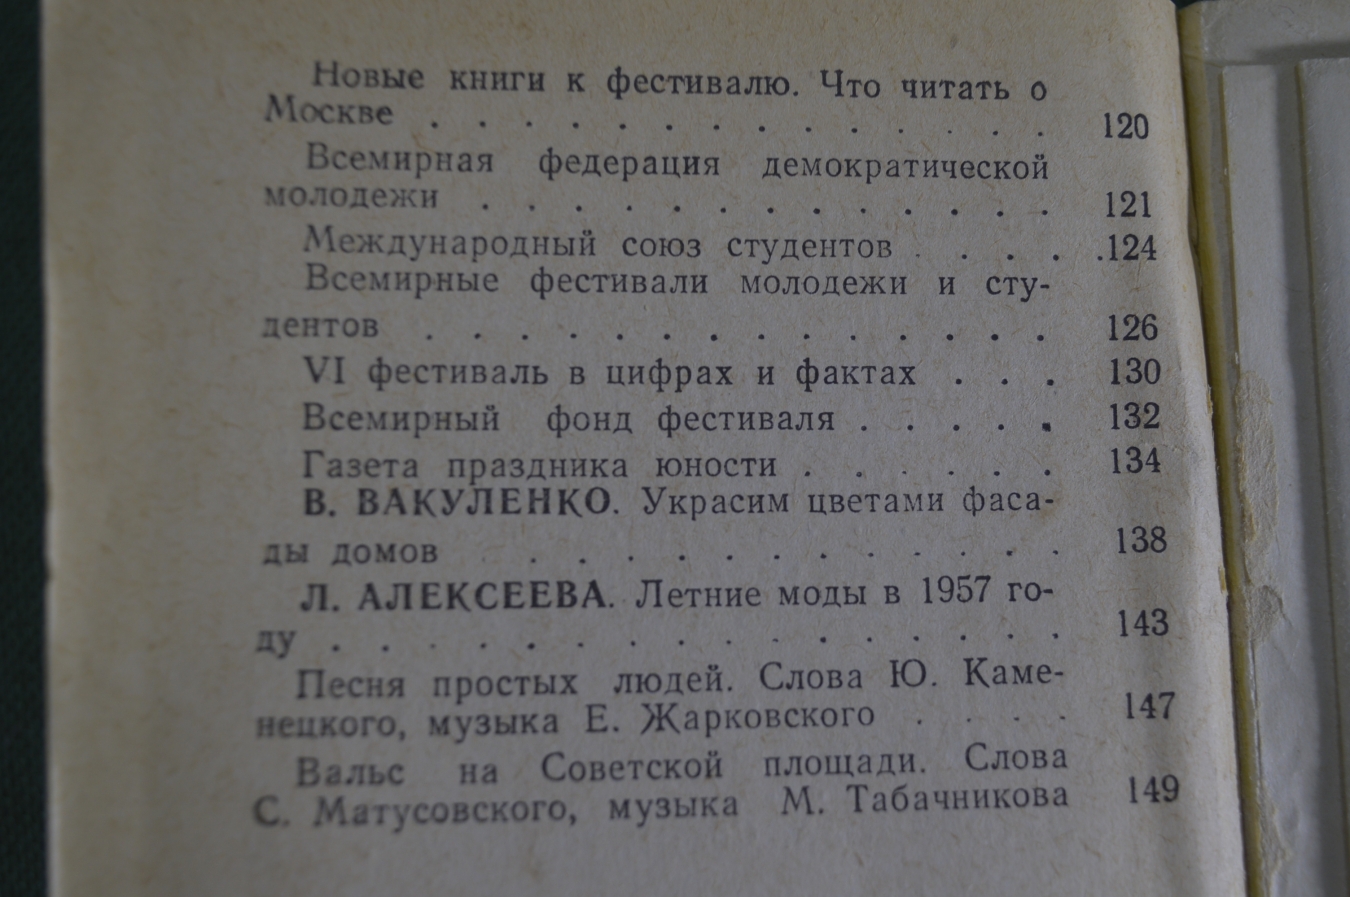 Новые книги к фестивалю. Что читать о
Москве . . . . . . . . . . . . . . 120
Всемирная федерация демократической
молодежи . . . . . . . . . . . . . 121
Международный союз студентов . . . . .124
Всемирные фестивали молодежи и сту-
дентов . . . . . . . . . . . . . . 126
VI фестиваль в цифрах и фактах . . . 130
Всемирный фонд фестиваля . . . . . 132
Газета праздника юности . . . . . . 134
В. ВАКУЛЕНКО. Украсим цветами фаса-
ды домов . . . . . . . . . . . . . 138
Л. АЛЕКСЕЕВА. Летние моды в 1957 го-
ду . . . . . . . . . . . . . . . . 143
Песня простых людей. Слова Ю. Каме-
нецкого, музыка Е. Жарковского . . . . 147
Вальс на Советской площади. Слова
С. Матусовского, музыка М. Табачникова 149